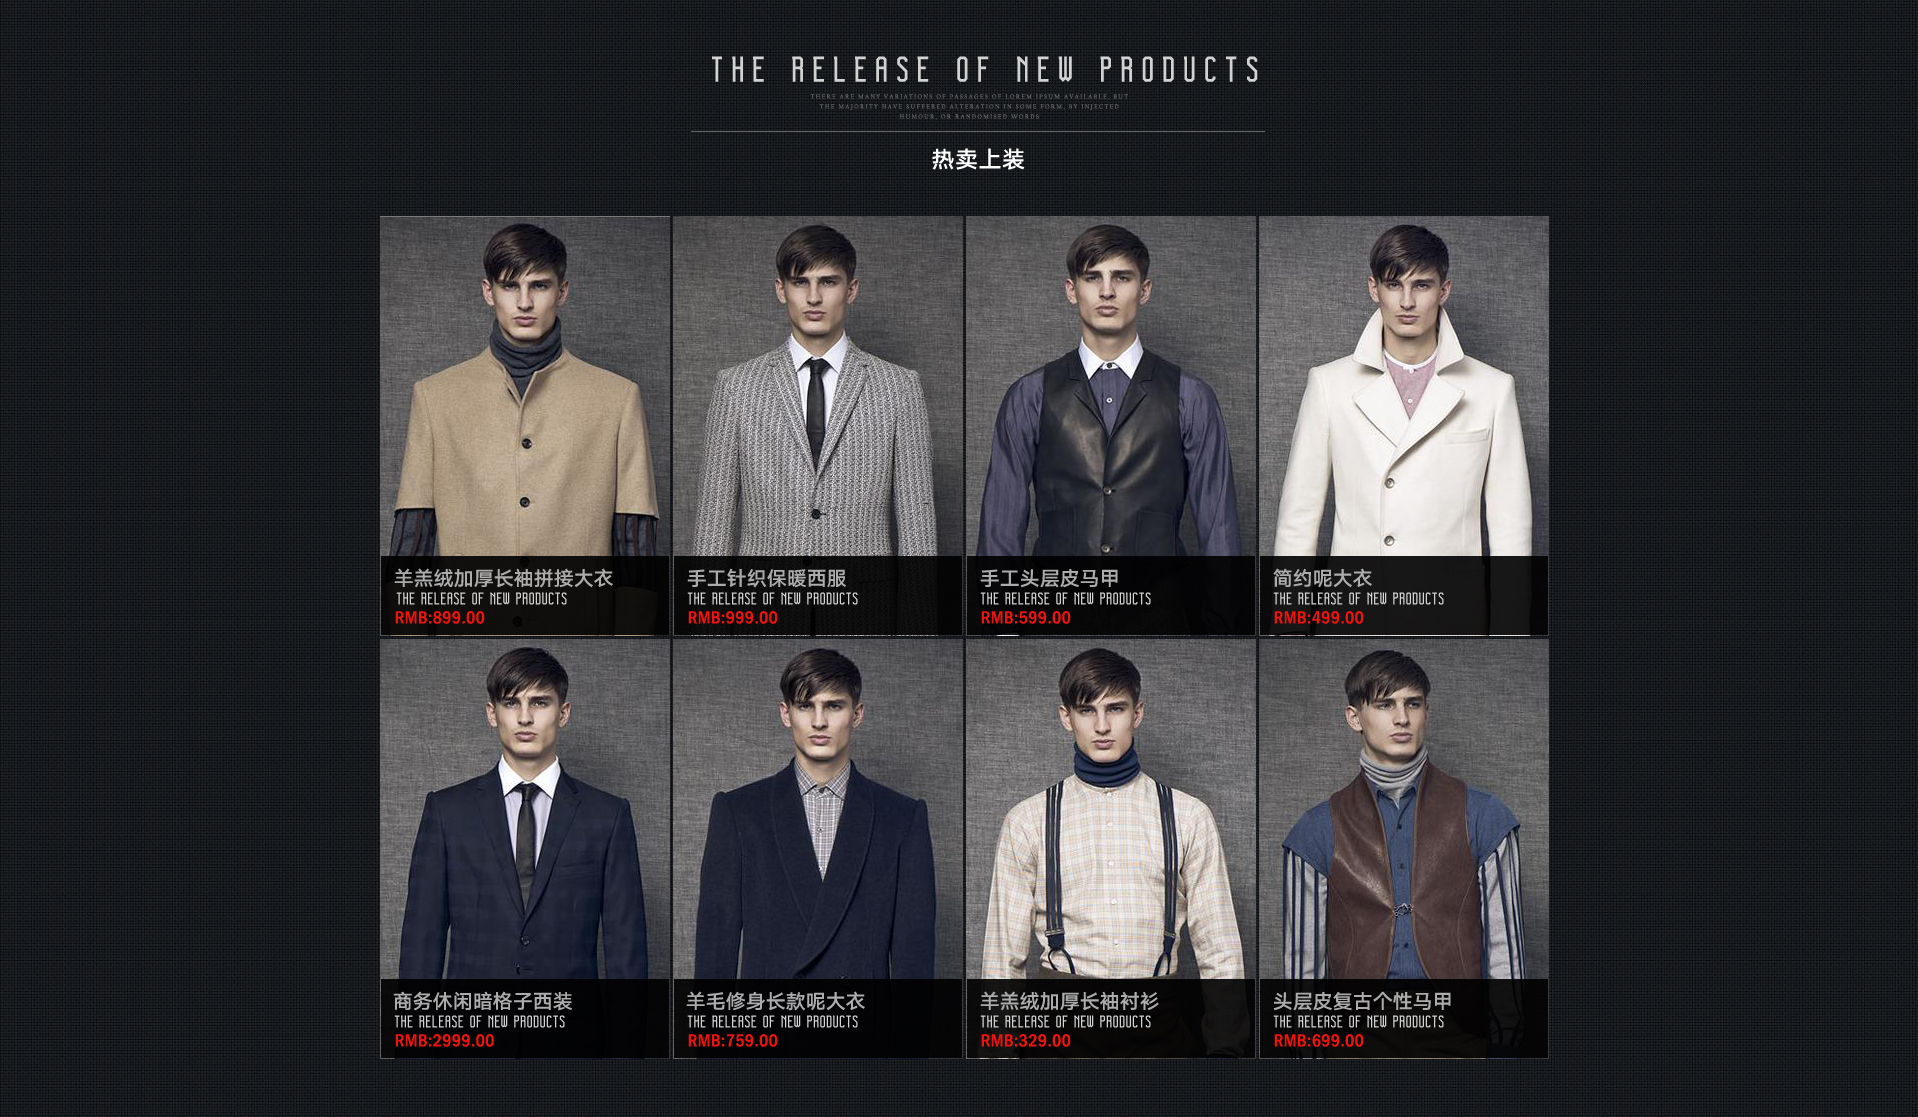 THE RELEASE OF NEW PRODUCTS
THERE ARE MANY VARIATIONS OF PASSAGES OF LOREM IPSUM AVAILABLE, BUT
THE MAJORITY HAVE SUFFERED ALTERATION IN SOME FORM, BY INJECTED
HUMOUR, OR RANDOMISED WORDS
热卖上装
羊羔绒加厚长袖拼接大衣
THE RELEASE OF NEW PRODUCTS
RMB:899.00
手工针织保暖西服
THE RELEASE OF NEW PRODUCTS
RMB:999.00
手工头层皮马甲
THE RELEASE OF NEW PRODUCTS
RMB:599.00
简约呢大衣
THE RELEASE OF NEW PRODUCTS
RMB:499.00
商务休闲暗格子西装
THE RELEASE OF NEW PRODUCTS
RMB:2999.00
羊毛修身长款呢大衣
THE RELEASE OF NEW PRODUCTS
RMB:759.00
羊羔绒加厚长袖衬衫
THE RELEASE OF NEW PRODUCTS
RMB:329.00
头层皮复古个性马甲
THE RELEASE OF NEW PRODUCTS
RMB:699.00